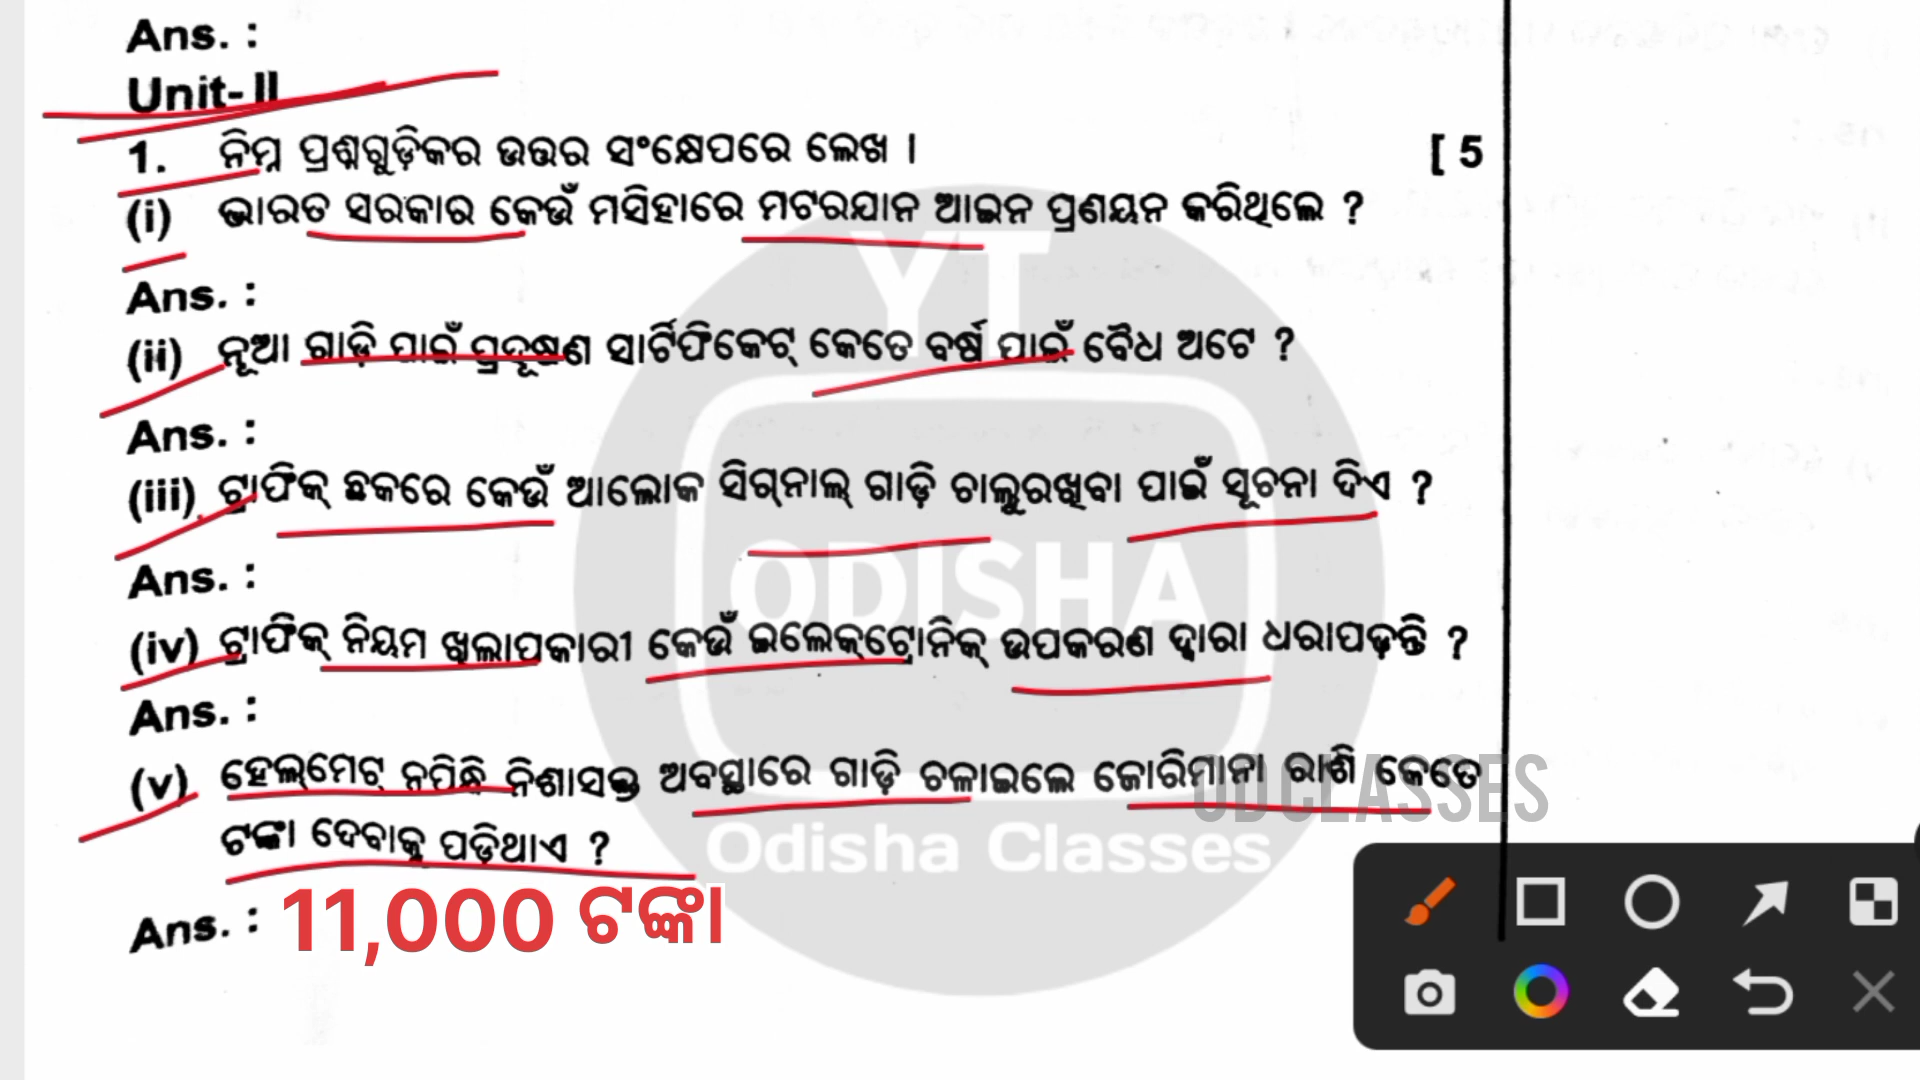 Ans. :
Unit-II
1. ନିମ୍ନ ପ୍ରଶ୍ନଗୁଡ଼ିକର ଉତ୍ତର ସଂକ୍ଷେପରେ ଲେଖ । [ 5
(i) ଭାରତ ସରକାର କେଉଁ ମସିହାରେ ମଟରଯାନ ଆଇନ ପ୍ରଣୟନ କରିଥିଲେ ?
Ans. :
(ii) ନୂଆ ଗାଡ଼ି ପାଇଁ ପ୍ରଦୂଷଣ ସାର୍ଟିଫିକେଟ୍ କେତେ ବର୍ଷ ପାଇଁ ବୈଧ ଅଟେ ?
Ans. :
(iii) ଟ୍ରାଫିକ୍ ଛକରେ କେଉଁ ଆଲୋକ ସିଗ୍ନାଲ୍ ଗାଡ଼ି ଚାଲୁରଖିବା ପାଇଁ ସୂଚନା ଦିଏ ?
Ans. :
(iv) ଟ୍ରାଫିକ୍ ନିୟମ ଖିଲାପକାରୀ କେଉଁ ଇଲେକ୍‌ଟ୍ରୋନିକ୍ ଉପକରଣ ଦ୍ୱାରା ଧରାପଡ଼ନ୍ତି ?
Ans. :
(v) ହେଲ୍‌ମେଟ୍ ନପିନ୍ଧି ନିଶାସକ୍ତ ଅବସ୍ଥାରେ ଗାଡ଼ି ଚଳାଇଲେ ଜୋରିମାନା ରାଶି କେତେ
ଟଙ୍କା ଦେବାକୁ ପଡ଼ିଥାଏ ?
Ans. : 11,000 ଟଙ୍କା
YT
ODISHA
Odisha Classes
OD CLASSES